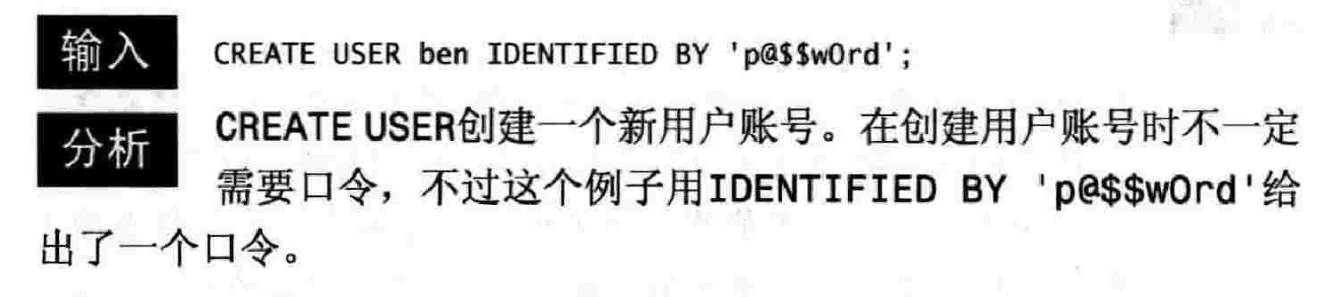 输入 CREATE USER ben IDENTIFIED BY 'p@$$w0rd';
分析 CREATE USER创建一个新用户账号。在创建用户账号时不一定
需要口令，不过这个例子用IDENTIFIED BY 'p@$$w0rd'给
出了一个口令。